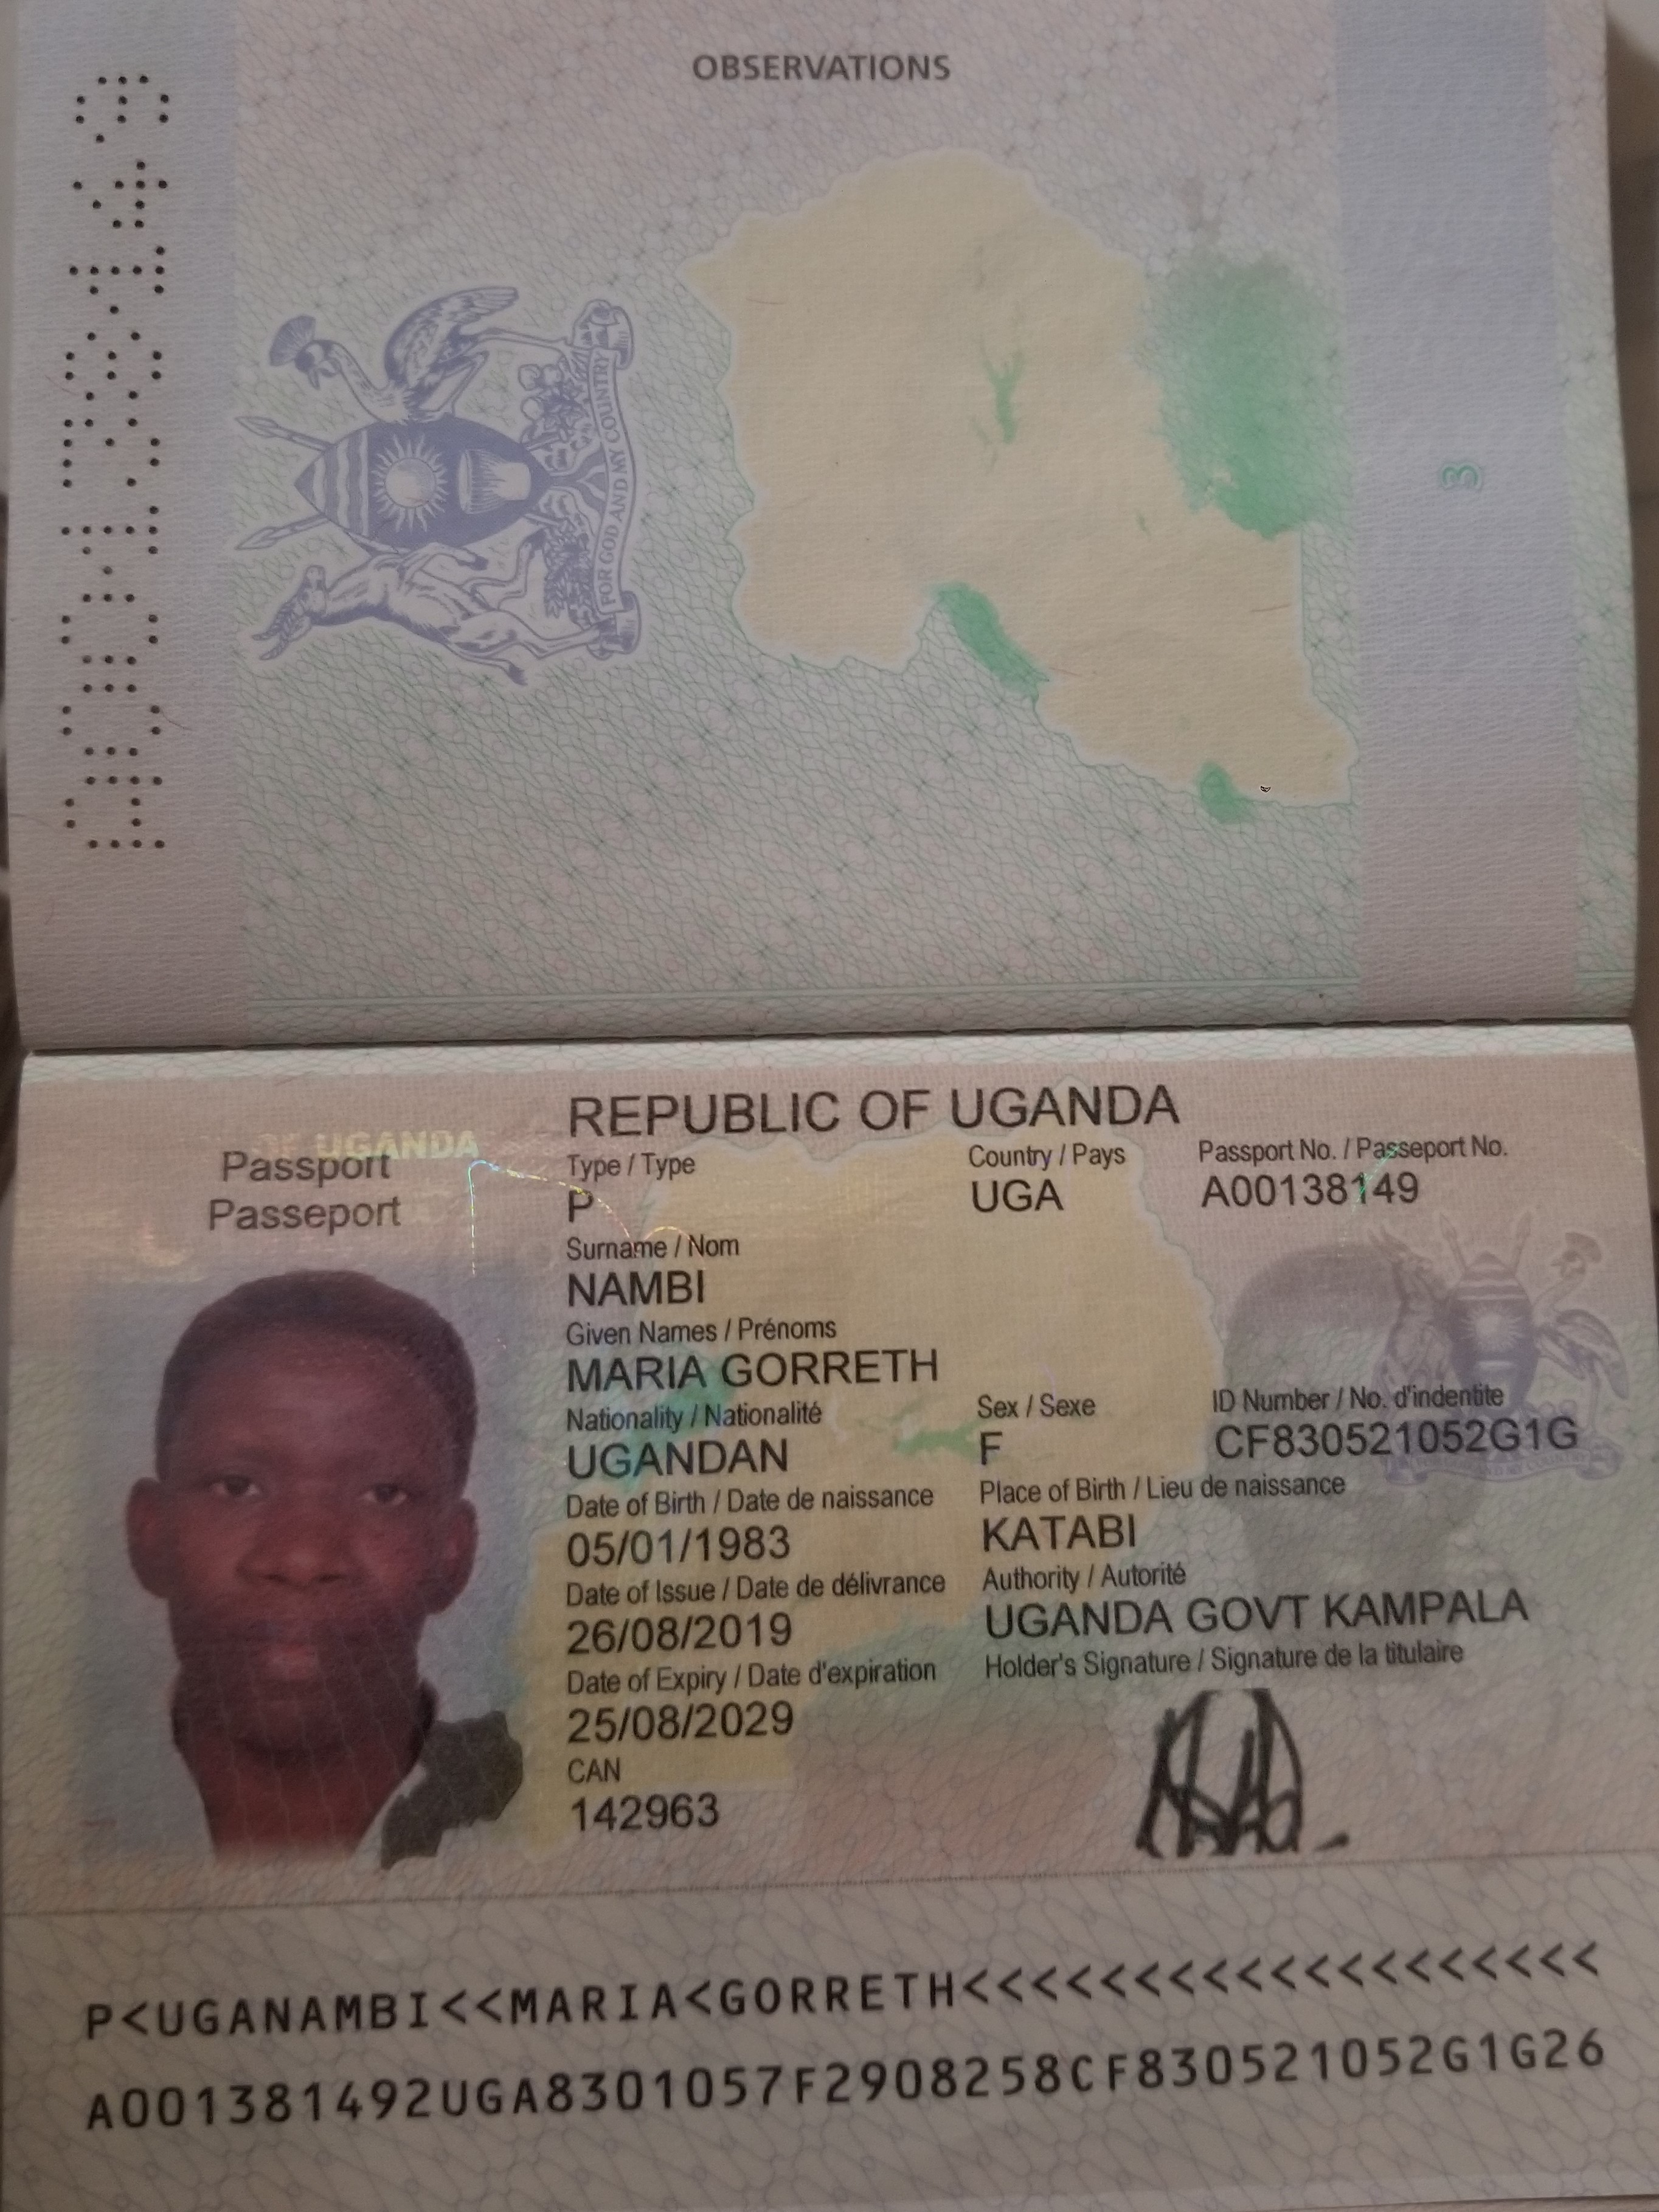 OBSERVATIONS
FOR GOD AND MY COUNTRY
3
REPUBLIC OF UGANDA
OF UGANDA
Passport
Passeport
Type / Type
P
Country / Pays
UGA
Passport No. / Passeport No.
A00138149
Surname / Nom
NAMBI
Given Names / Prénoms
MARIA GORRETH
Nationality / Nationalité
UGANDAN
Sex / Sexe
F
ID Number / No. d'indentite
CF830521052G1G
Date of Birth / Date de naissance
05/01/1983
Place of Birth / Lieu de naissance
KATABI
Date of Issue / Date de délivrance
26/08/2019
Authority / Autorité
UGANDA GOVT KAMPALA
Date of Expiry / Date d'expiration
25/08/2029
Holder's Signature / Signature de la titulaire
CAN
142963
P<UGANAMBI<<MARIA<GORRETH<<<<<<<<<<<<<<<<<<<
A001381492UGA8301057F2908258CF830521052G1G26